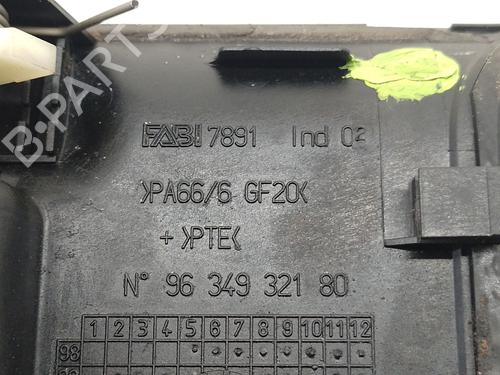 FABI 7891 Ind 02
>PA66/6 GF20<
+ >PTE<
N° 96 349 321 80
1 2 3 4 5 6 7 8 9 10 11 12
98
B-PARTS